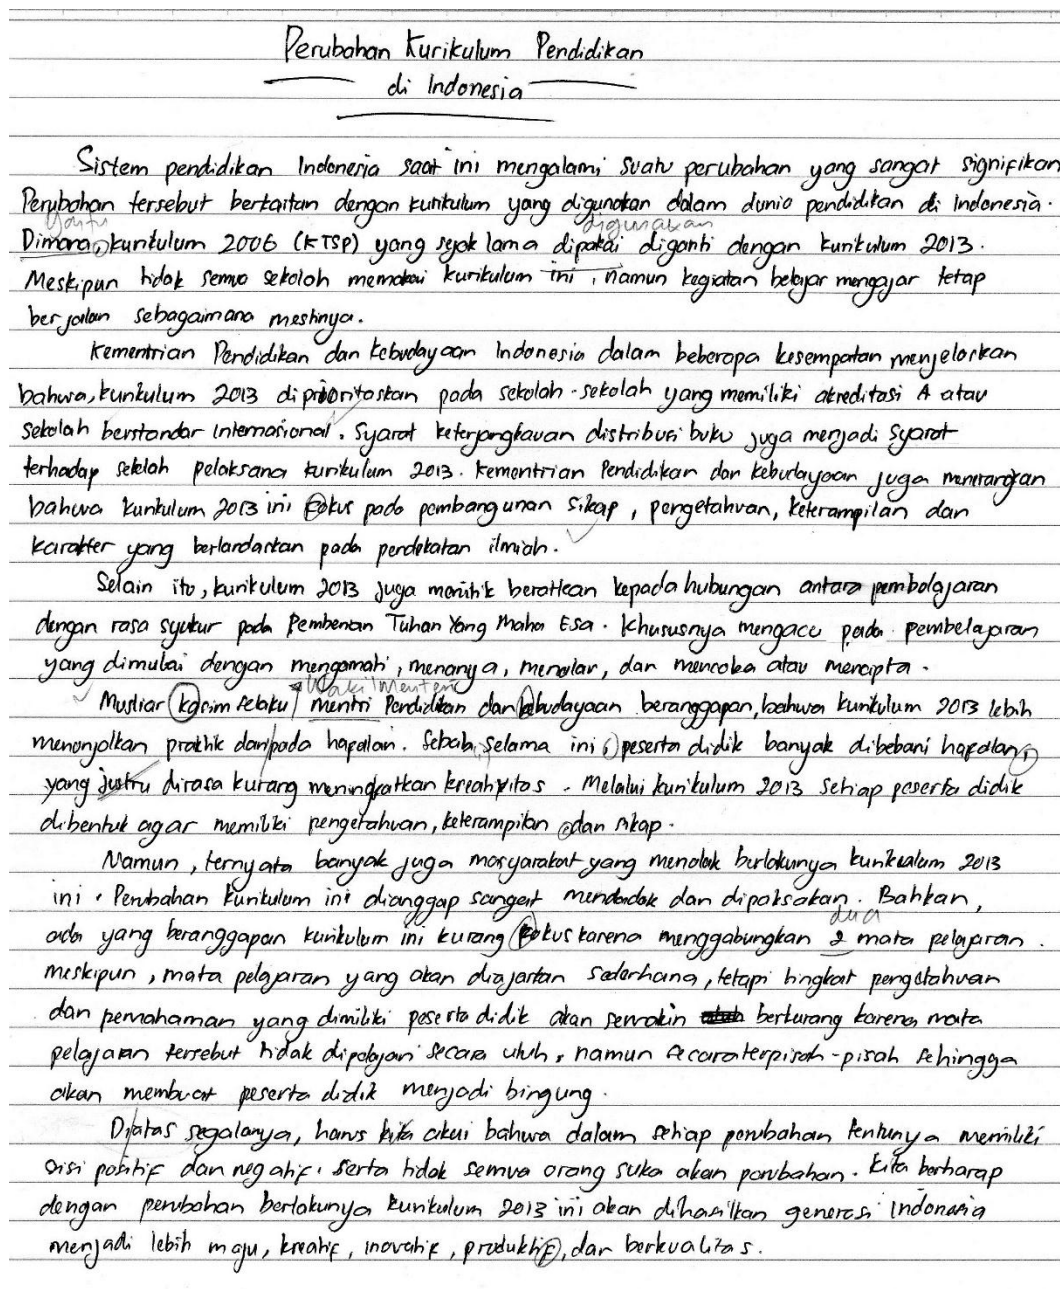 Perubahan Kurikulum Pendidikan
di Indonesia
Sistem pendidikan Indonesia saat ini mengalami suatu perubahan yang sangat signifikan
Perubahan tersebut berkaitan dengan kurikulum yang digunakan dalam dunia pendidikan di Indonesia.
yaitu digunakan
Dimana, kurikulum 2006 (KTSP) yang sejak lama dipakai diganti dengan kurikulum 2013.
Meskipun tidak semua sekolah memakai kurikulum ini, namun kegiatan belajar mengajar tetap
berjalan sebagaimana mestinya.
Kementrian Pendidikan dan Kebudayaan Indonesia dalam beberapa kesempatan menjelaskan
bahwa, kurikulum 2013 diprioritaskan pada sekolah-sekolah yang memiliki akreditasi A atau
sekolah berstandar internasional. Syarat keterjangkauan distribusi buku juga menjadi syarat
terhadap sekolah pelaksana kurikulum 2013. Kementrian Pendidikan dan Kebudayaan juga menerangkan
bahwa kurikulum 2013 ini fokus pada pembangunan sikap, pengetahuan, keterampilan dan
karakter yang berlandaskan pada pendekatan ilmiah.
Selain itu, kurikulum 2013 juga menitik beratkan kepada hubungan antara pembelajaran
dengan rasa syukur pada Pemberian Tuhan Yang Maha Esa. Khususnya mengacu pada pembelajaran
yang dimulai dengan mengamati, menanya, menalar, dan mencoba atau mencipta.
Wakil Menteri
Musliar kasim selaku mentri Pendidikan dan kebudayaan beranggapan, bahwa kurikulum 2013 lebih
menonjolkan praktik daripada hapalan. Sebab, selama ini, peserta didik banyak dibebani hapalan,
yang justru dirasa kurang meningkatkan kreatifitas. Melalui kurikulum 2013 setiap peserta didik
dibentuk agar memiliki pengetahuan, keterampilan, dan sikap.
Namun, ternyata banyak juga masyarakat yang menolak berlakunya kurikualum 2013
ini. Perubahan kurikulum ini dianggap sangat mendadak dan dipaksakan. Bahkan,
dua
ada yang beranggapan kurikulum ini kurang fokus karena menggabungkan 2 mata pelajaran.
meskipun, mata pelajaran yang akan diajarkan sederhana, tetapi tingkat pengetahuan
dan pemahaman yang dimiliki peserta didik akan semakin berkurang karena mata
pelajaran tersebut tidak dipelajari secara utuh, namun secara terpisah-pisah sehingga
akan membuat peserta didik menjadi bingung.
Diatas segalanya, harus kita akui bahwa dalam setiap perubahan tentunya memiliki
sisi positif dan negatif. Serta tidak semua orang suka akan perubahan. Kita berharap
dengan perubahan berlakunya kurikulum 2013 ini akan dihasilkan generasi indonesia
menjadi lebih maju, kreatif, inovatif, produktif, dan berkualitas.